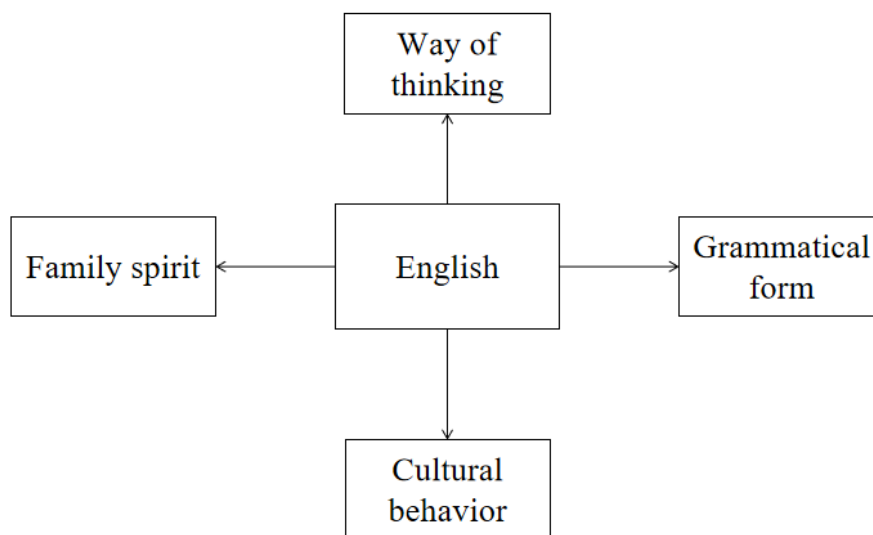 Way of
thinking
Family spirit
English
Grammatical
form
Cultural
behavior